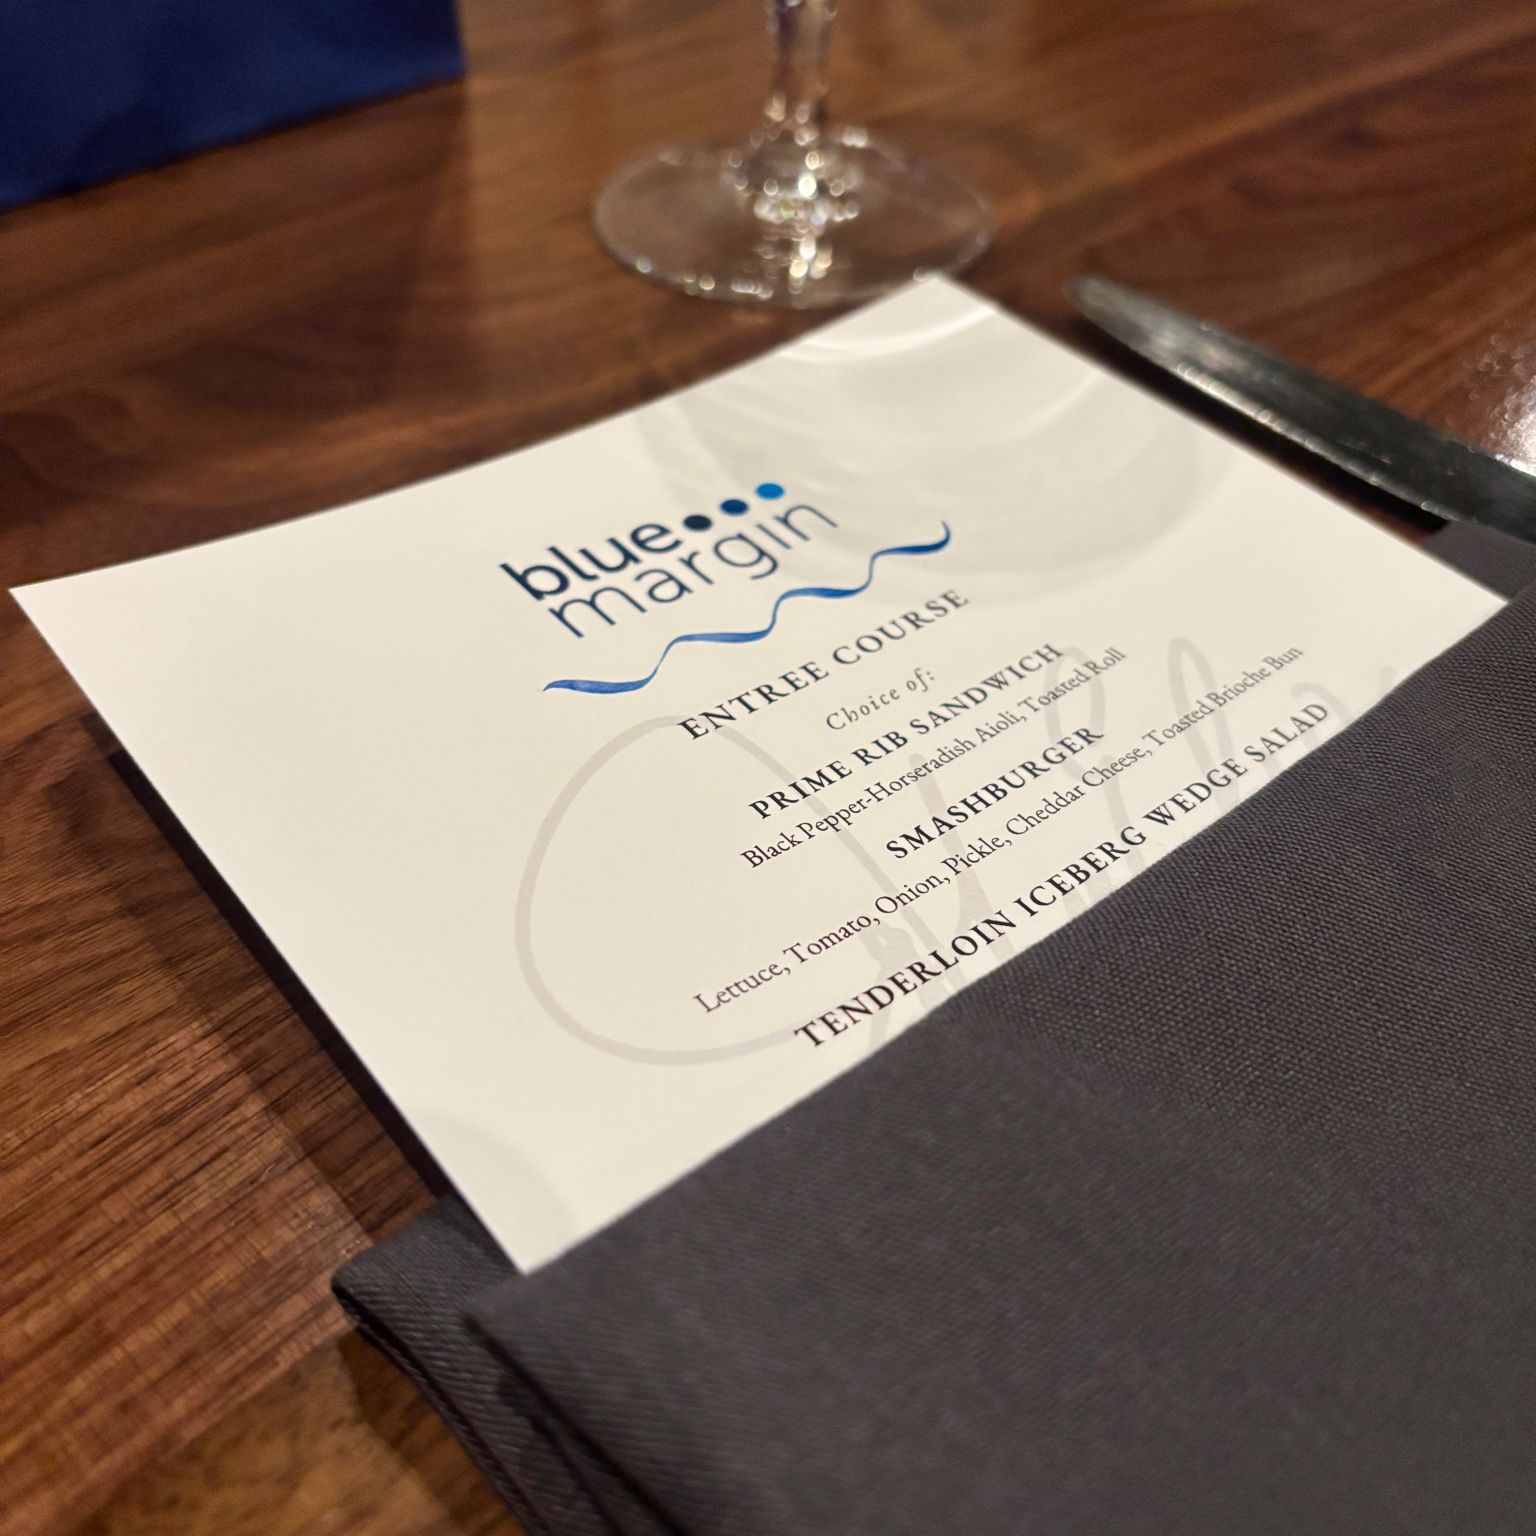 blue
margin
ENTREE COURSE
Choice of:
PRIME RIB SANDWICH
Black Pepper-Horseradish Aioli, Toasted Roll
SMASHBURGER
Lettuce, Tomato, Onion, Pickle, Cheddar Cheese, Toasted Brioche Bun
TENDERLOIN ICEBERG WEDGE SALAD